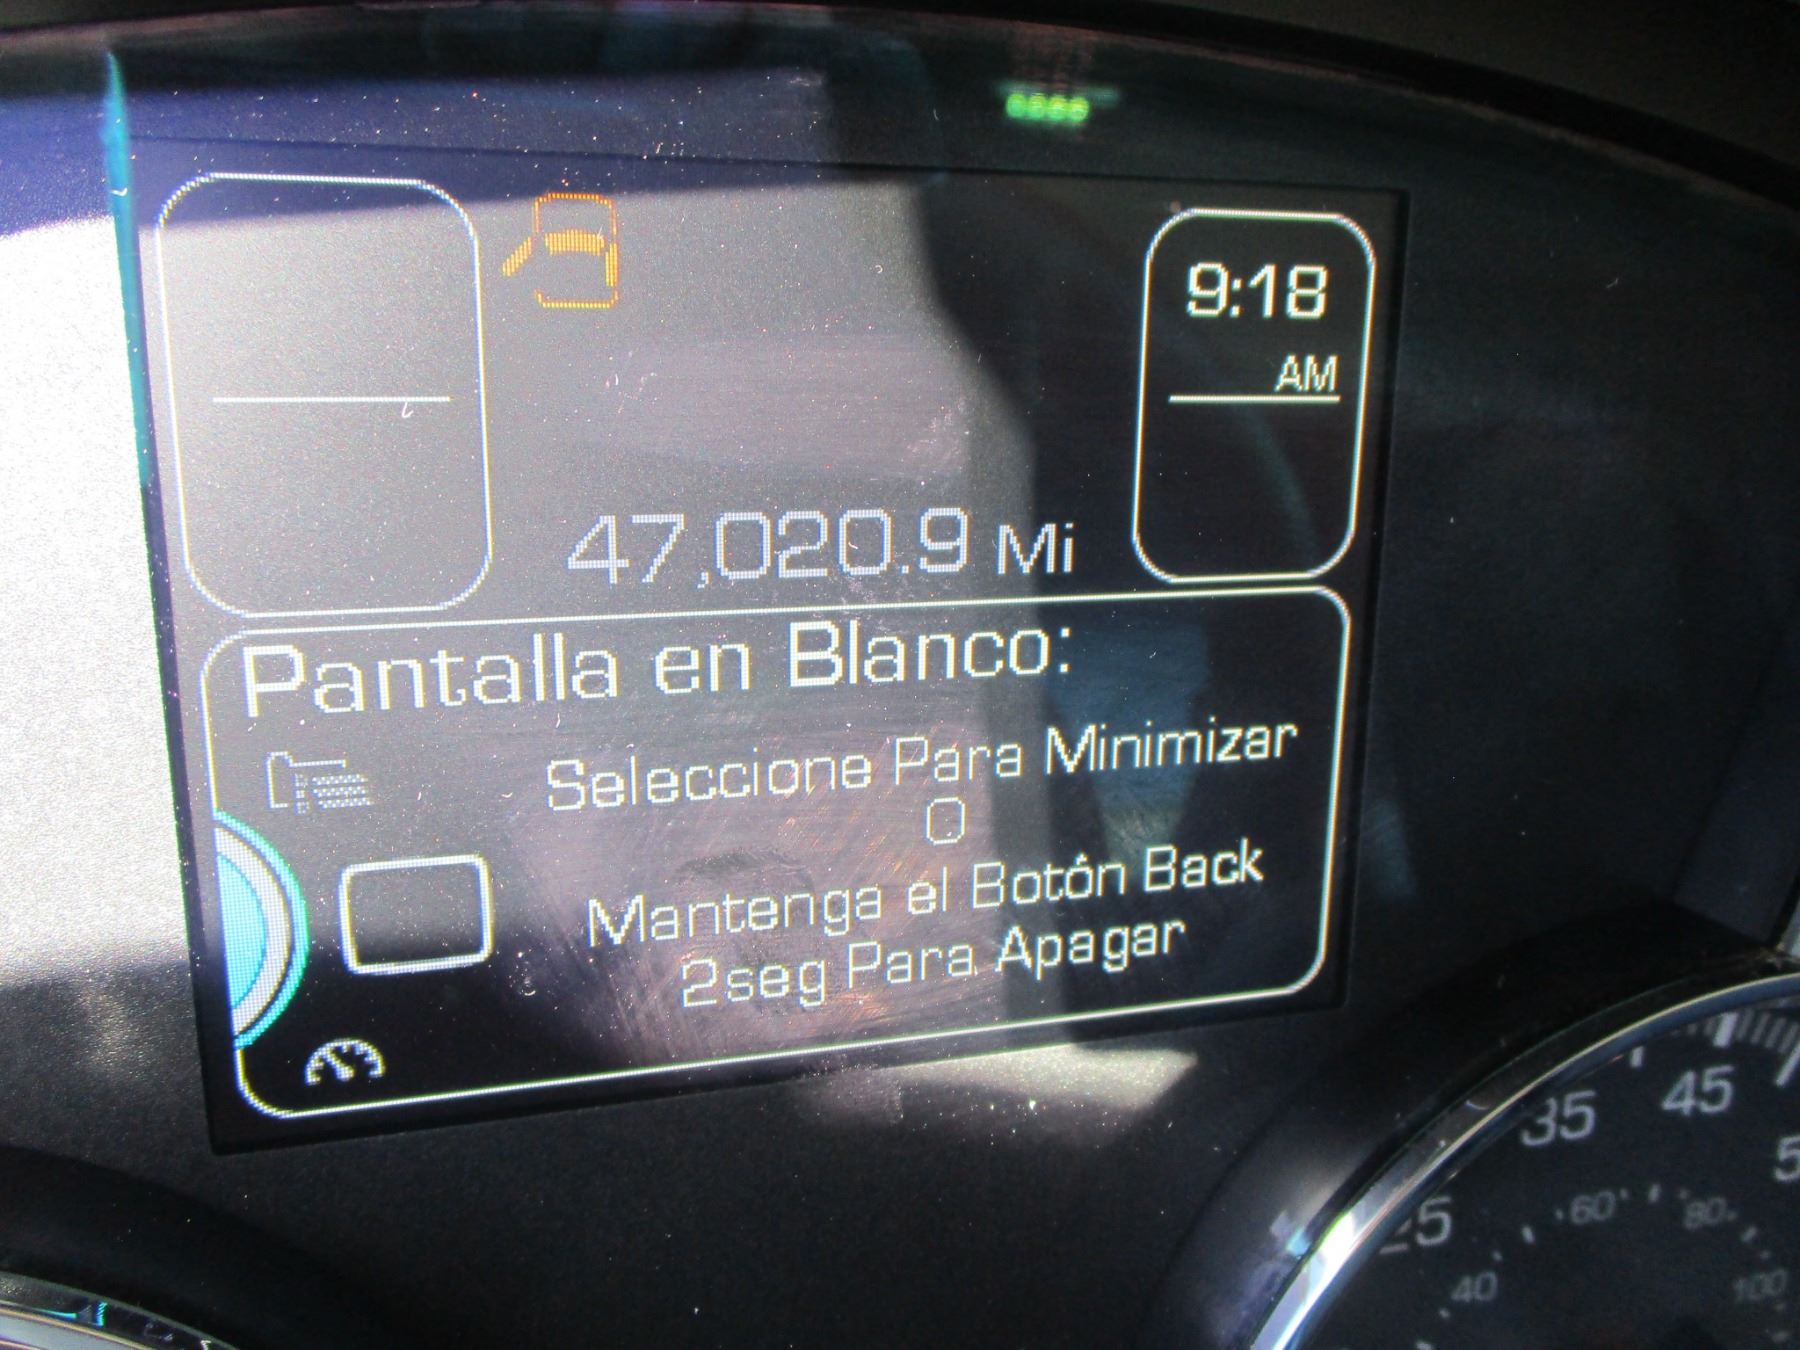 9:18
AM
47,020.9 Mi
Pantalla en Blanco:
Seleccione Para Minimizar
O
Mantenga el Botón Back
2seg Para Apagar
35
45
25
60
80
40
100